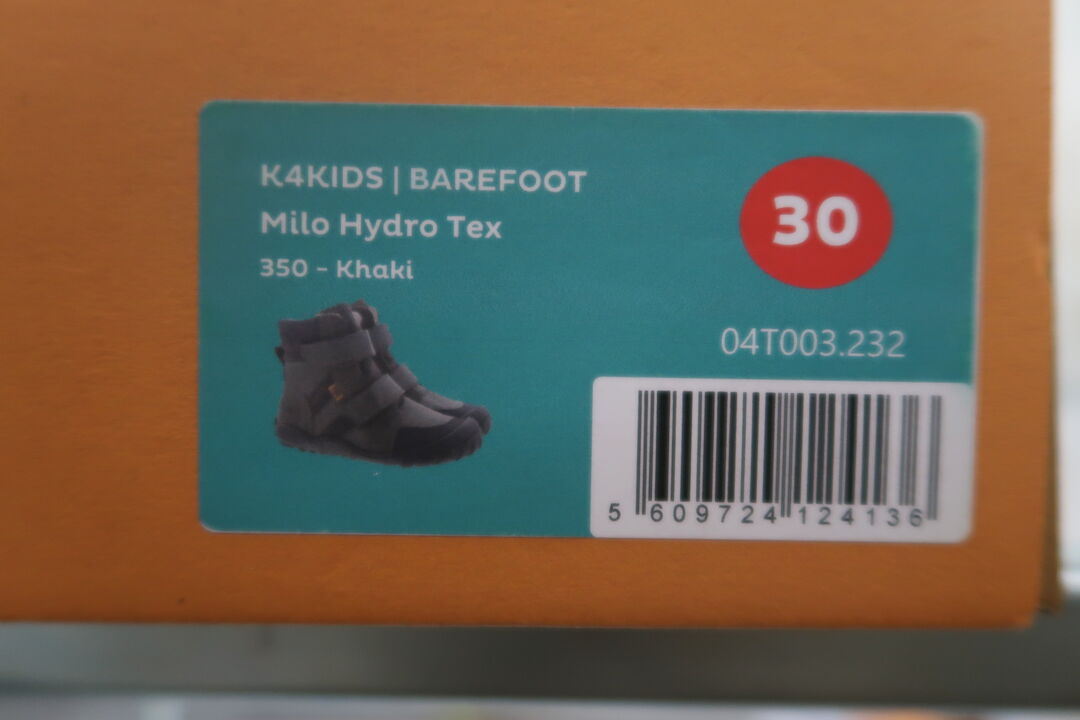 K4KIDS | BAREFOOT
Milo Hydro Tex
350 - Khaki
30
04T003.232
5 609724 124136